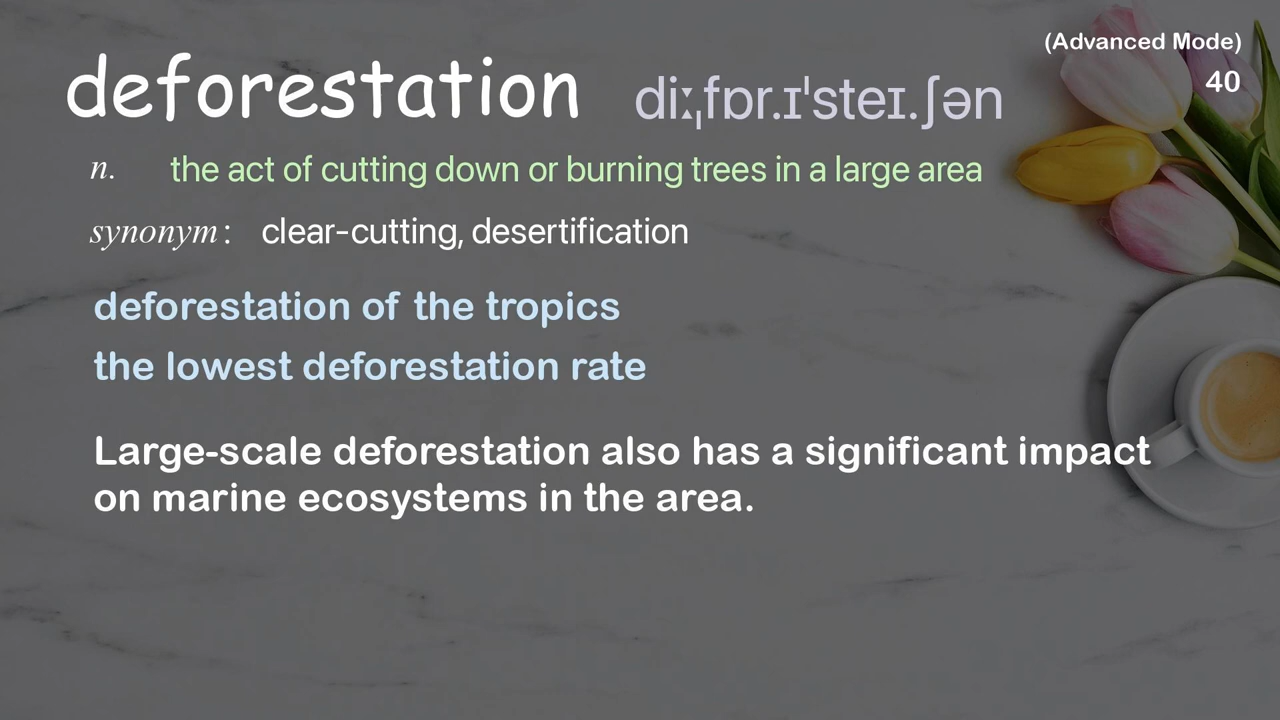 (Advanced Mode)
deforestation diːˌfɒr.ɪˈsteɪ.ʃən
40
n. the act of cutting down or burning trees in a large area
synonym: clear-cutting, desertification
deforestation of the tropics
the lowest deforestation rate
Large-scale deforestation also has a significant impact
on marine ecosystems in the area.